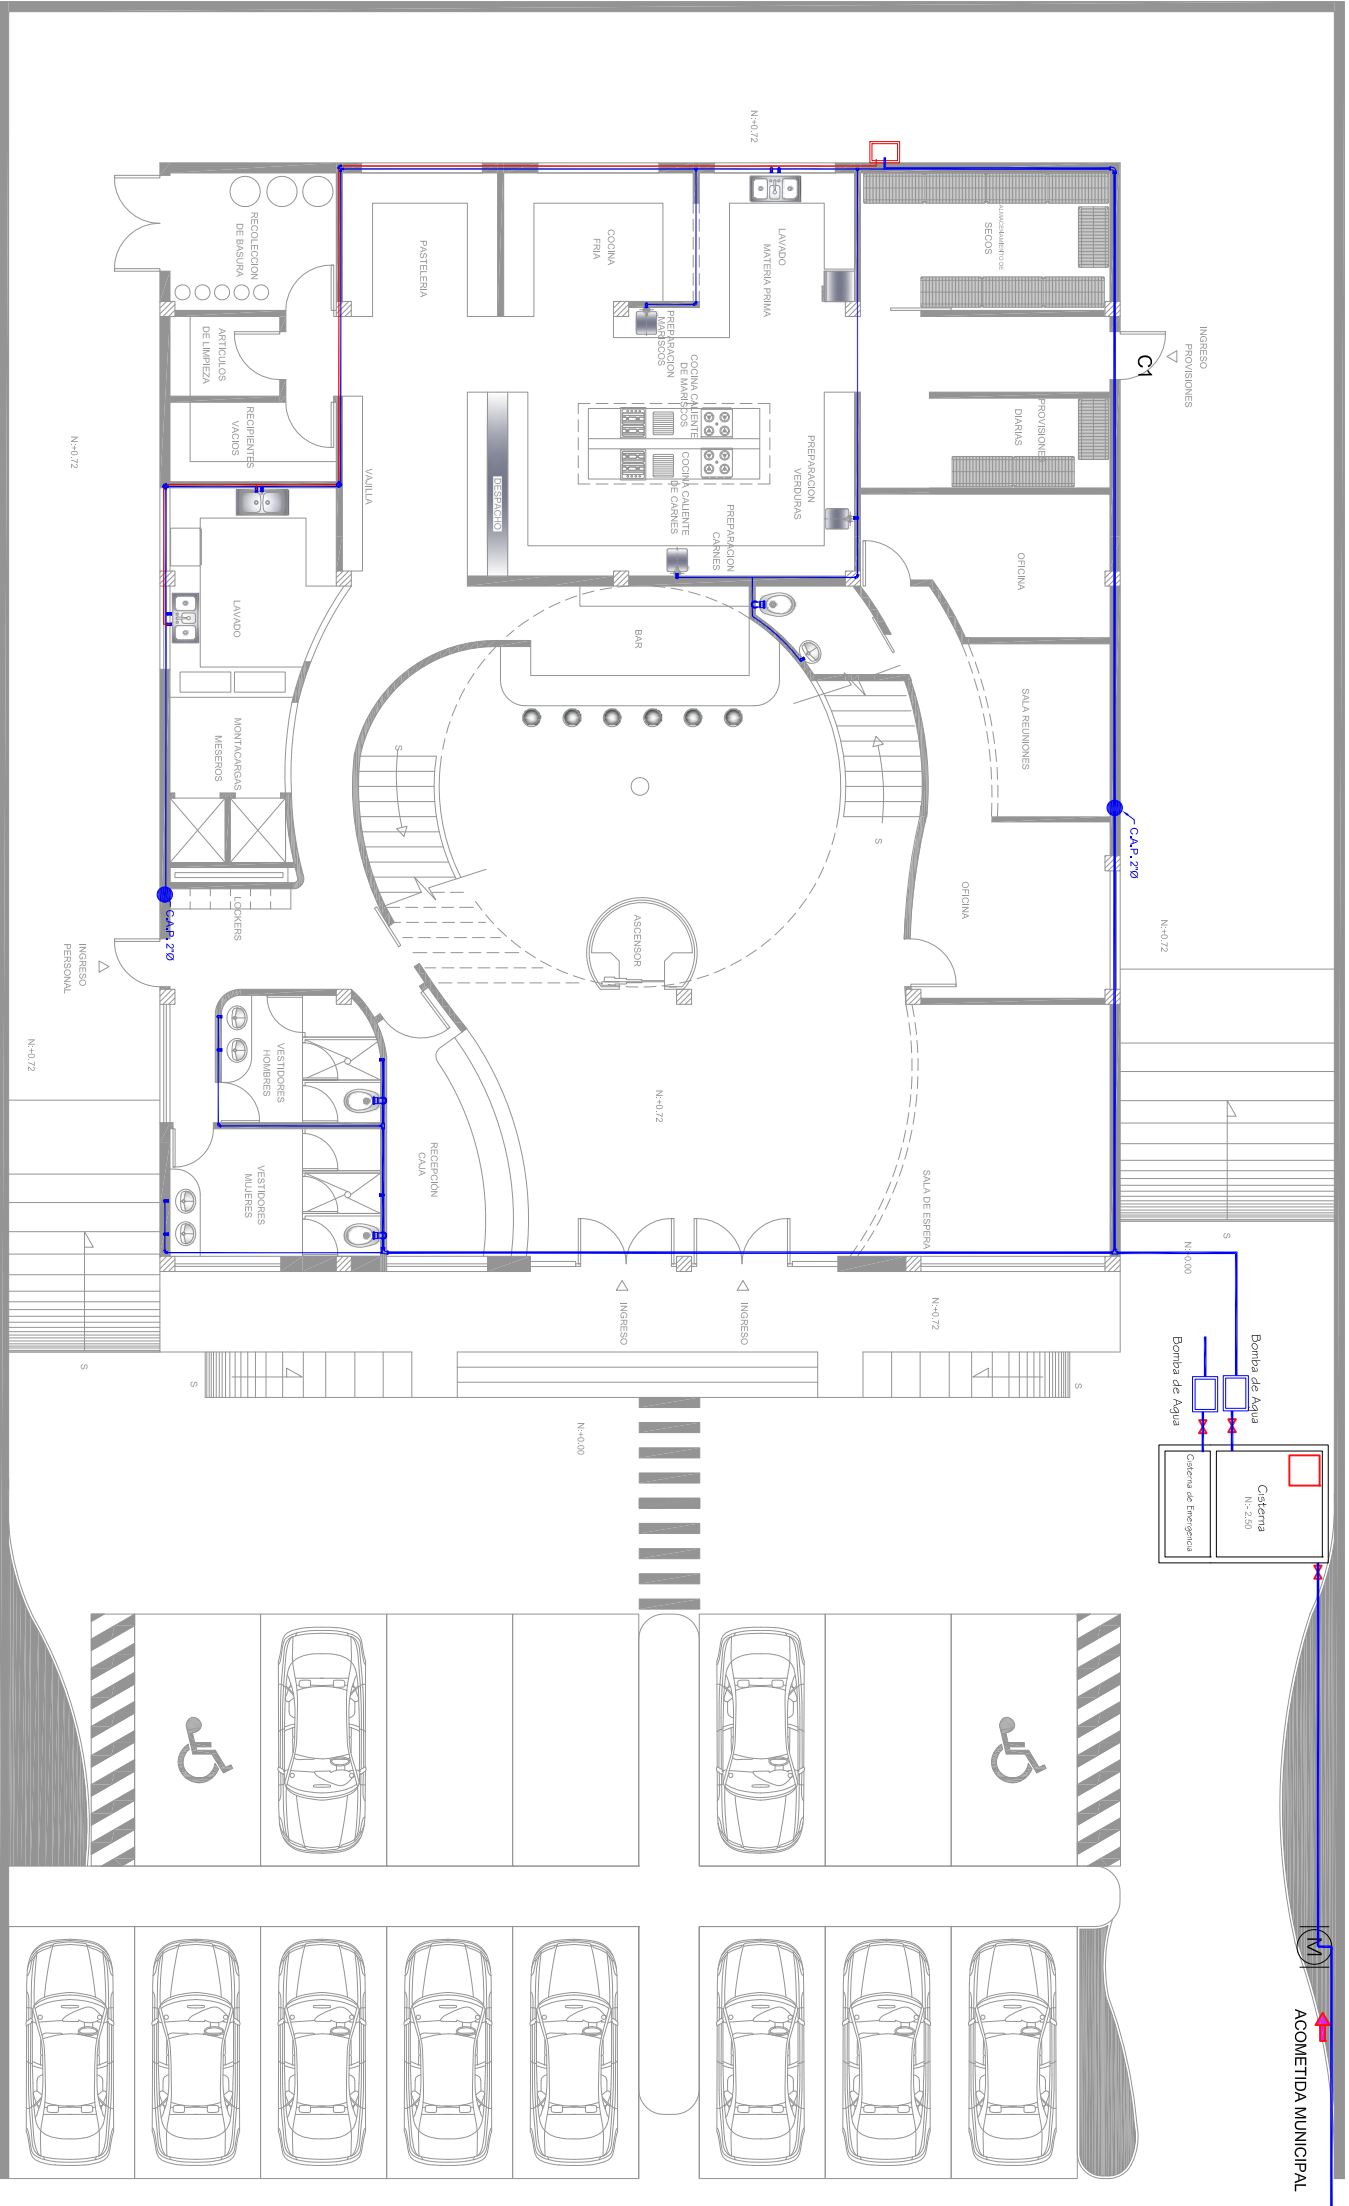 N:+0.72
RECOLECCION
DE BASURA
PASTELERIA
COCINA
FRIA
LAVADO
MATERIA PRIMA
ALMACENAMIENTO DE
SECOS
INGRESO
PROVISIONES
C1
ARTICULOS
DE LIMPIEZA
PREPARACION
MARISCOS
COCINA CALIENTE
DE MARISCOS
RECIPIENTES
VACIOS
PROVISIONES
DIARIAS
N:+0.72
VAJILLA
DESPACHO
COCINA CALIENTE
DE CARNES
PREPARACION
VERDURAS
PREPARACION
CARNES
OFICINA
LAVADO
BAR
SALA REUNIONES
MONTACARGAS
MESEROS
S
S
C.A.P. 2"Ø
OFICINA
LOCKERS
C.A.P. 2"Ø
ASCENSOR
N:+0.72
INGRESO
PERSONAL
N:+0.72
VESTIDORES
HOMBRES
N:+0.72
RECEPCIÓN
CAJA
VESTIDORES
MUJERES
SALA DE ESPERA
S
N:+0.00
INGRESO
INGRESO
N:+0.72
S
S
S
Bomba de Agua
Bomba de Agua
N:+0.00
Cisterna de Emergencia
Cisterna
N:- 2.50
M
ACOMETIDA MUNICIPAL